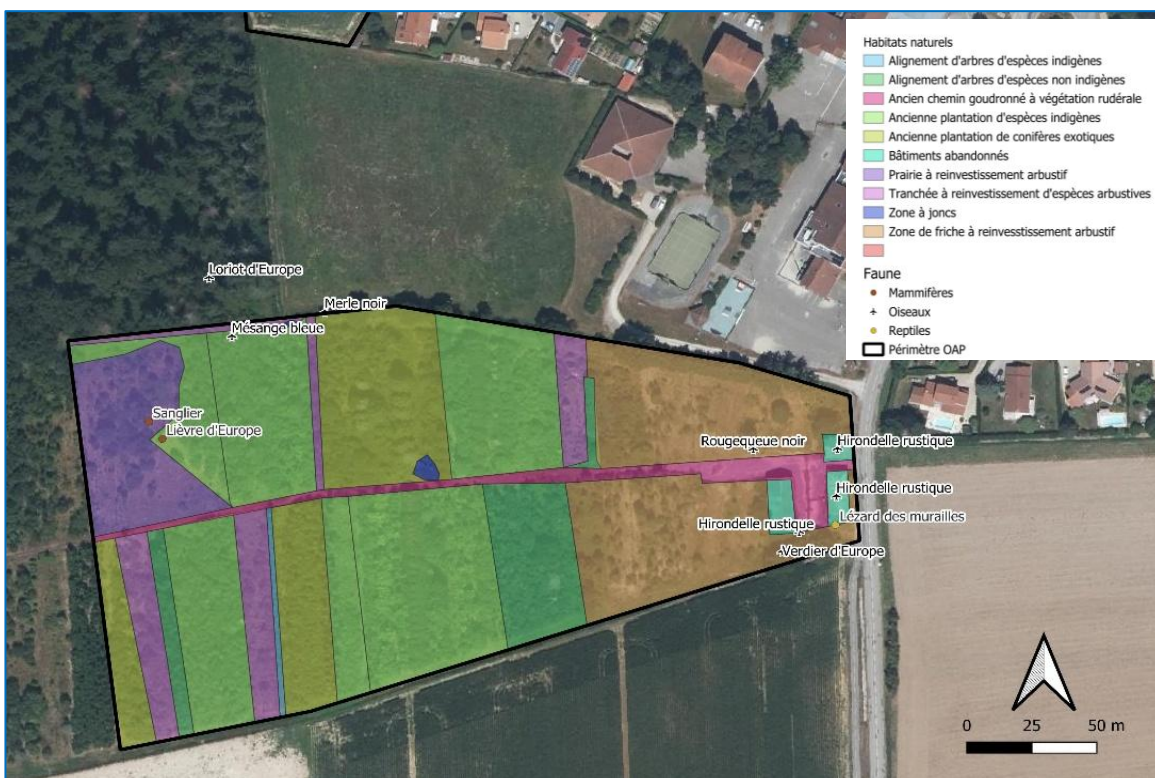 Habitats naturels
Alignement d'arbres d'espèces indigènes
Alignement d'arbres d'espèces non indigènes
Ancien chemin goudronné à végétation rudérale
Ancienne plantation d'espèces indigènes
Ancienne plantation de conifères exotiques
Bâtiments abandonnés
Prairie à reinvestissement arbustif
Tranchée à reinvestissement d'espèces arbustives
Zone à joncs
Zone de friche à reinvesstissement arbustif
Faune
Mammifères
Oiseaux
Reptiles
Périmètre OAP
Loriot d'Europe
Merle noir
Mésange bleue
Sanglier
Lièvre d'Europe
Rougequeue noir
Hirondelle rustique
Hirondelle rustique
Hirondelle rustique
Lézard des murailles
Verdier d'Europe
0 25 50 m